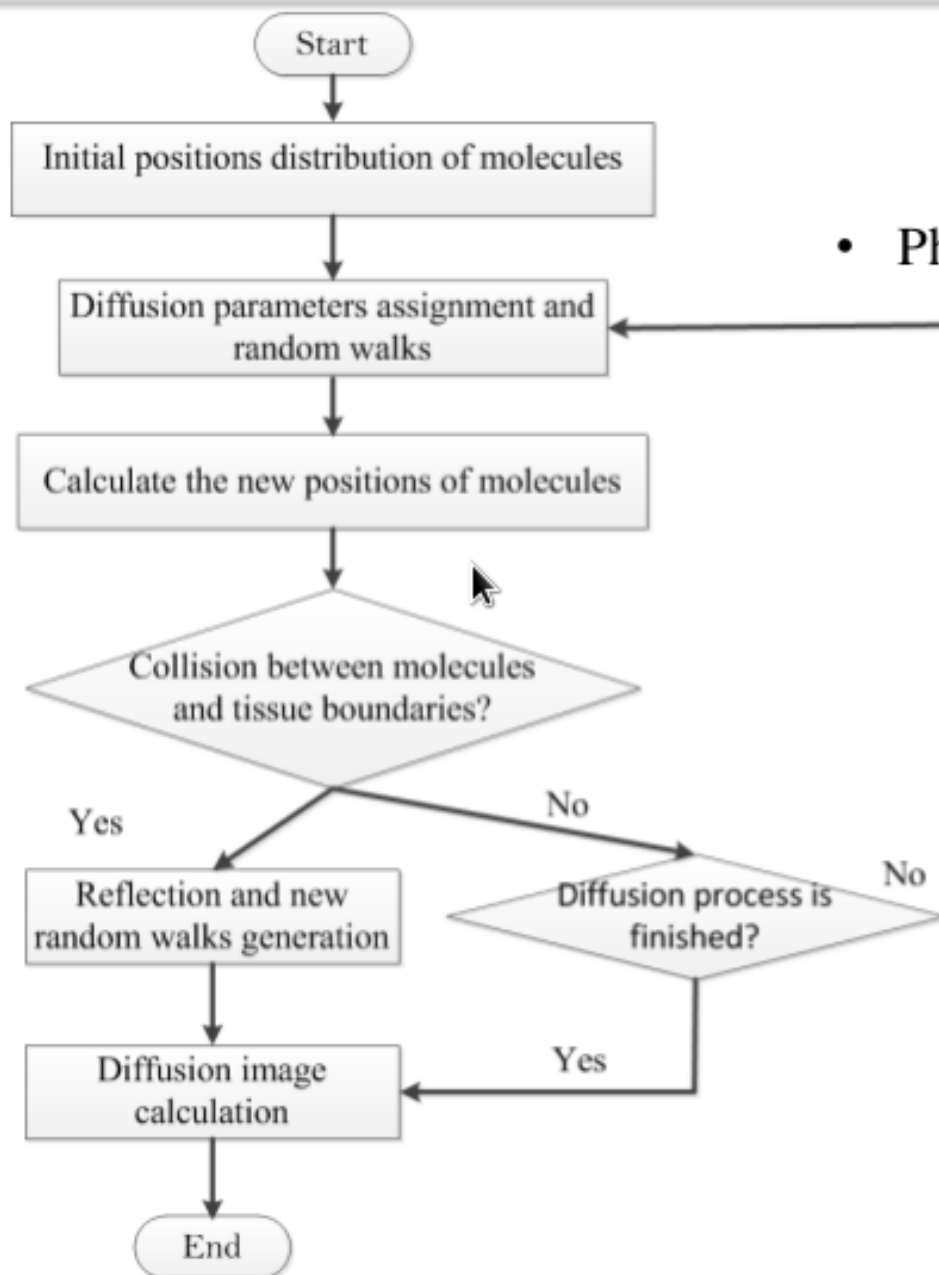 Start
Initial positions distribution of molecules
• Ph
Diffusion parameters assignment and
random walks
Calculate the new positions of molecules
Collision between molecules
and tissue boundaries?
Yes
No
Reflection and new
random walks generation
Diffusion process is
finished?
No
Diffusion image
calculation
Yes
End